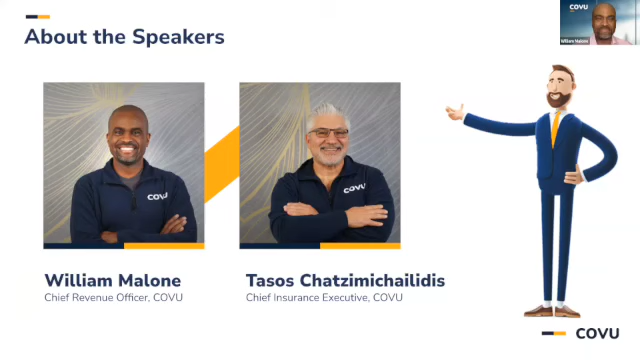 About the Speakers
COVU
William Malone
COVU
COVU
William Malone
Chief Revenue Officer, COVU
Tasos Chatzimichailidis
Chief Insurance Executive, COVU
COVU